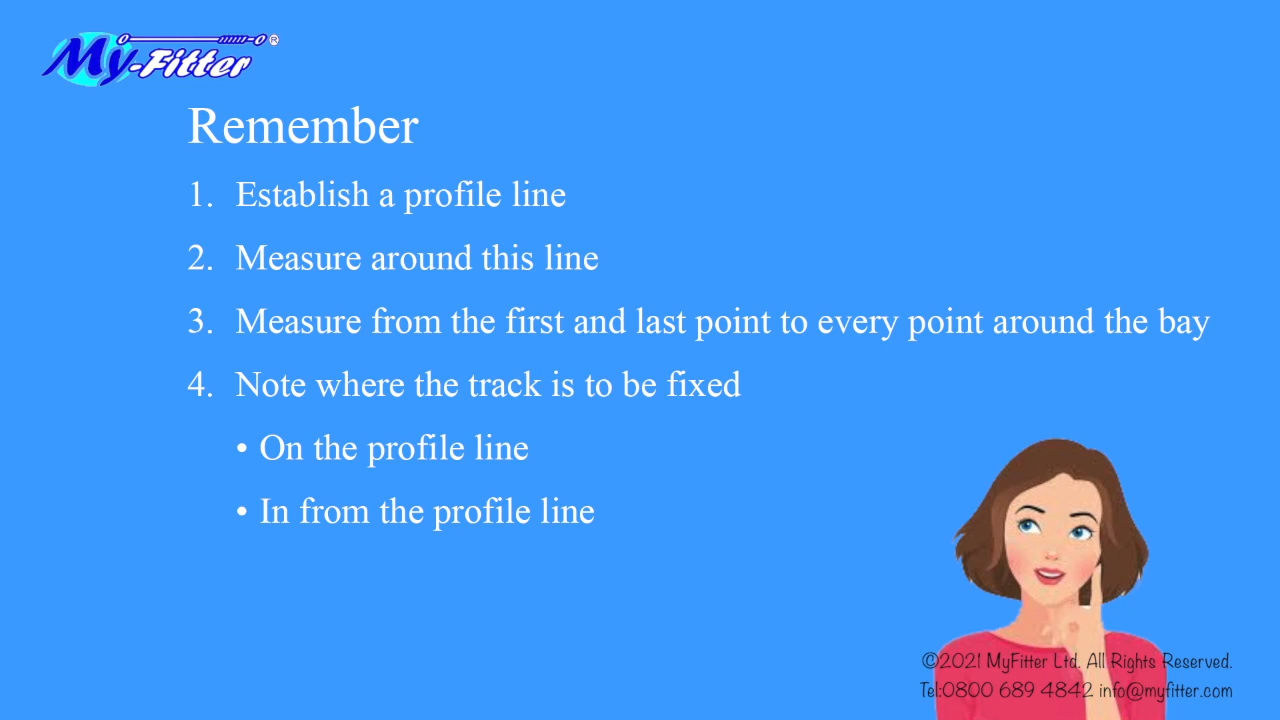 My-Fitter®
Remember
1. Establish a profile line
2. Measure around this line
3. Measure from the first and last point to every point around the bay
4. Note where the track is to be fixed
• On the profile line
• In from the profile line
©2021 MyFitter Ltd. All Rights Reserved.
Tel:0800 689 4842 info@myfitter.com